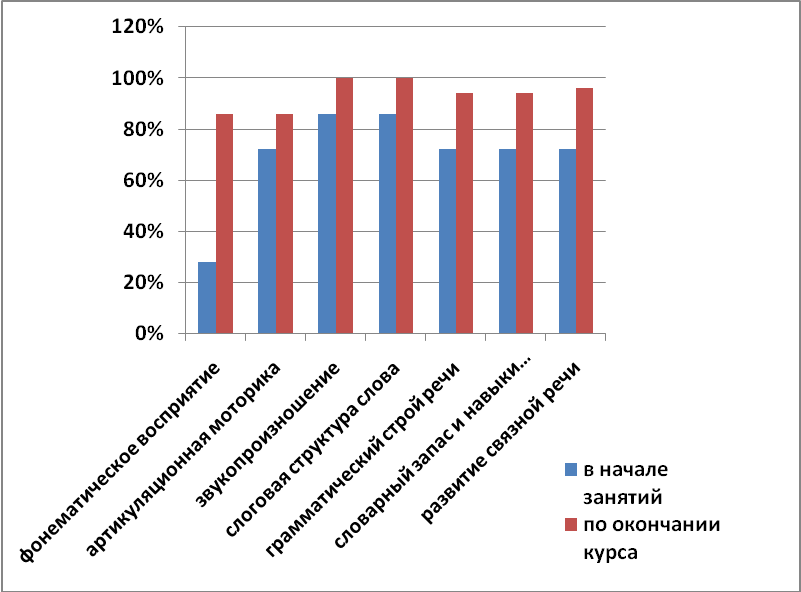 120%
100%
80%
60%
40%
20%
0%
фонематическое восприятие
артикуляционная моторика
звукопроизношение
слоговая структура слова
грамматический строй речи
словарный запас и навыки...
развитие связной речи
в начале
занятий
по окончании
курса